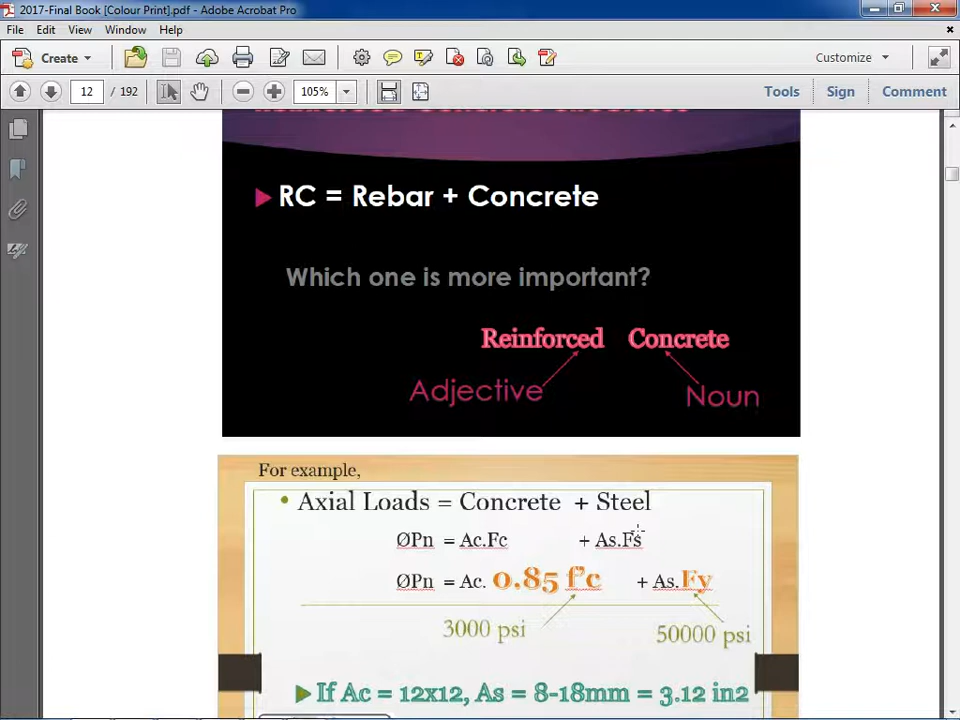 2017-Final Book [Colour Print].pdf - Adobe Acrobat Pro
File Edit View Window Help
Create Customize
12 / 192 105% Tools Sign Comment
RC = Rebar + Concrete
Which one is more important?
Reinforced Concrete
Adjective Noun
For example,
• Axial Loads = Concrete + Steel
ØPn = Ac.Fc + As.Fs
ØPn = Ac. 0.85 f'c + As.Fy
3000 psi 50000 psi
If Ac = 12x12, As = 8-18mm = 3.12 in2